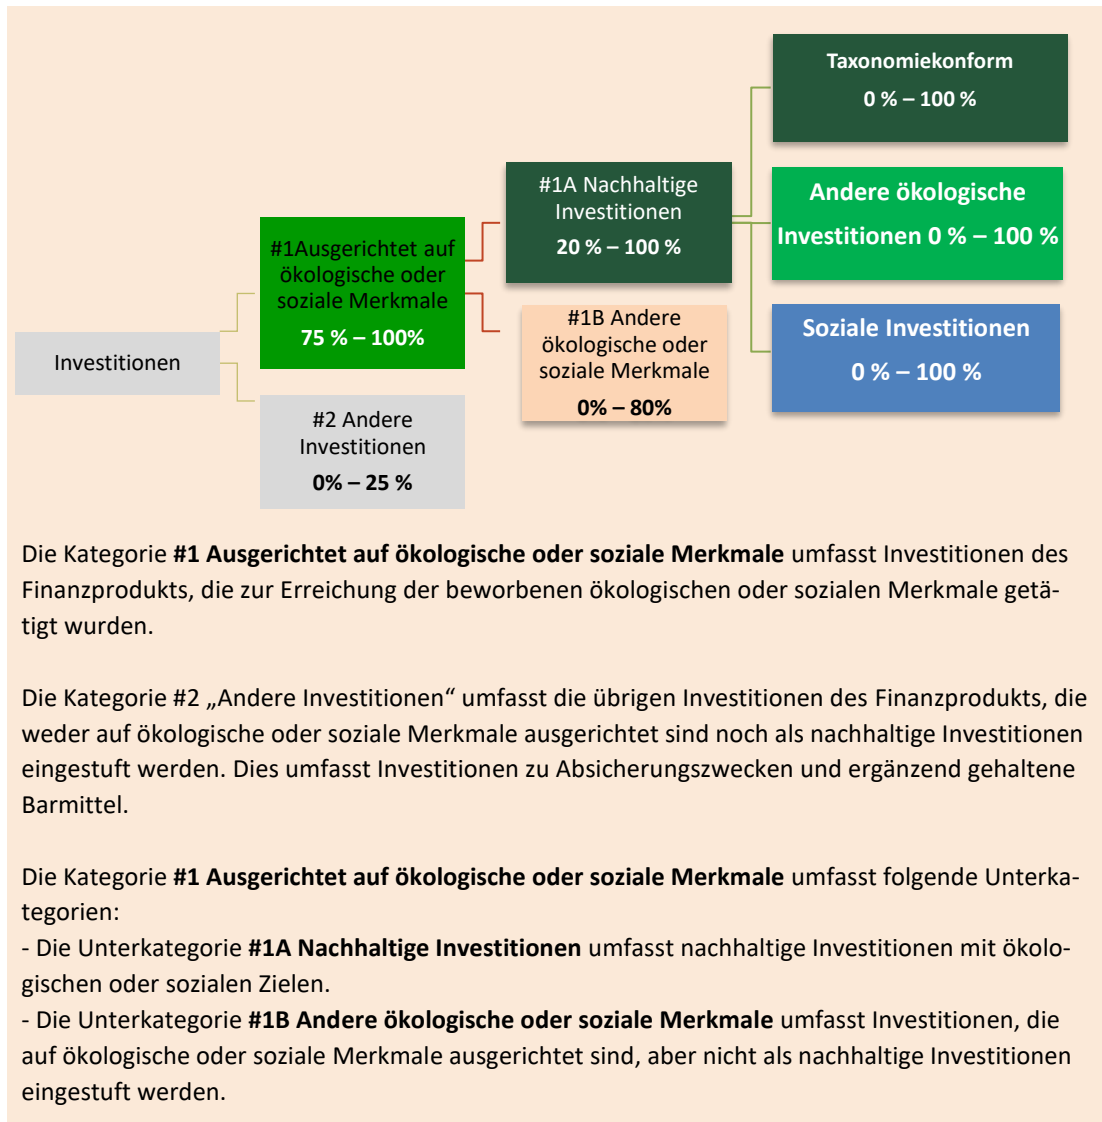 Taxonomiekonform
0 % – 100 %
#1A Nachhaltige
Investitionen
20 % – 100 %
Andere ökologische
Investitionen 0 % – 100 %
#1Ausgerichtet auf
ökologische oder
soziale Merkmale
75 % – 100%
#1B Andere
ökologische oder
soziale Merkmale
0% – 80%
Soziale Investitionen
0 % – 100 %
Investitionen
#2 Andere
Investitionen
0% – 25 %
Die Kategorie #1 Ausgerichtet auf ökologische oder soziale Merkmale umfasst Investitionen des
Finanzprodukts, die zur Erreichung der beworbenen ökologischen oder sozialen Merkmale getä-
tigt wurden.
Die Kategorie #2 „Andere Investitionen“ umfasst die übrigen Investitionen des Finanzprodukts, die
weder auf ökologische oder soziale Merkmale ausgerichtet sind noch als nachhaltige Investitionen
eingestuft werden. Dies umfasst Investitionen zu Absicherungszwecken und ergänzend gehaltene
Barmittel.
Die Kategorie #1 Ausgerichtet auf ökologische oder soziale Merkmale umfasst folgende Unterka-
tegorien:
- Die Unterkategorie #1A Nachhaltige Investitionen umfasst nachhaltige Investitionen mit ökolo-
gischen oder sozialen Zielen.
- Die Unterkategorie #1B Andere ökologische oder soziale Merkmale umfasst Investitionen, die
auf ökologische oder soziale Merkmale ausgerichtet sind, aber nicht als nachhaltige Investitionen
eingestuft werden.